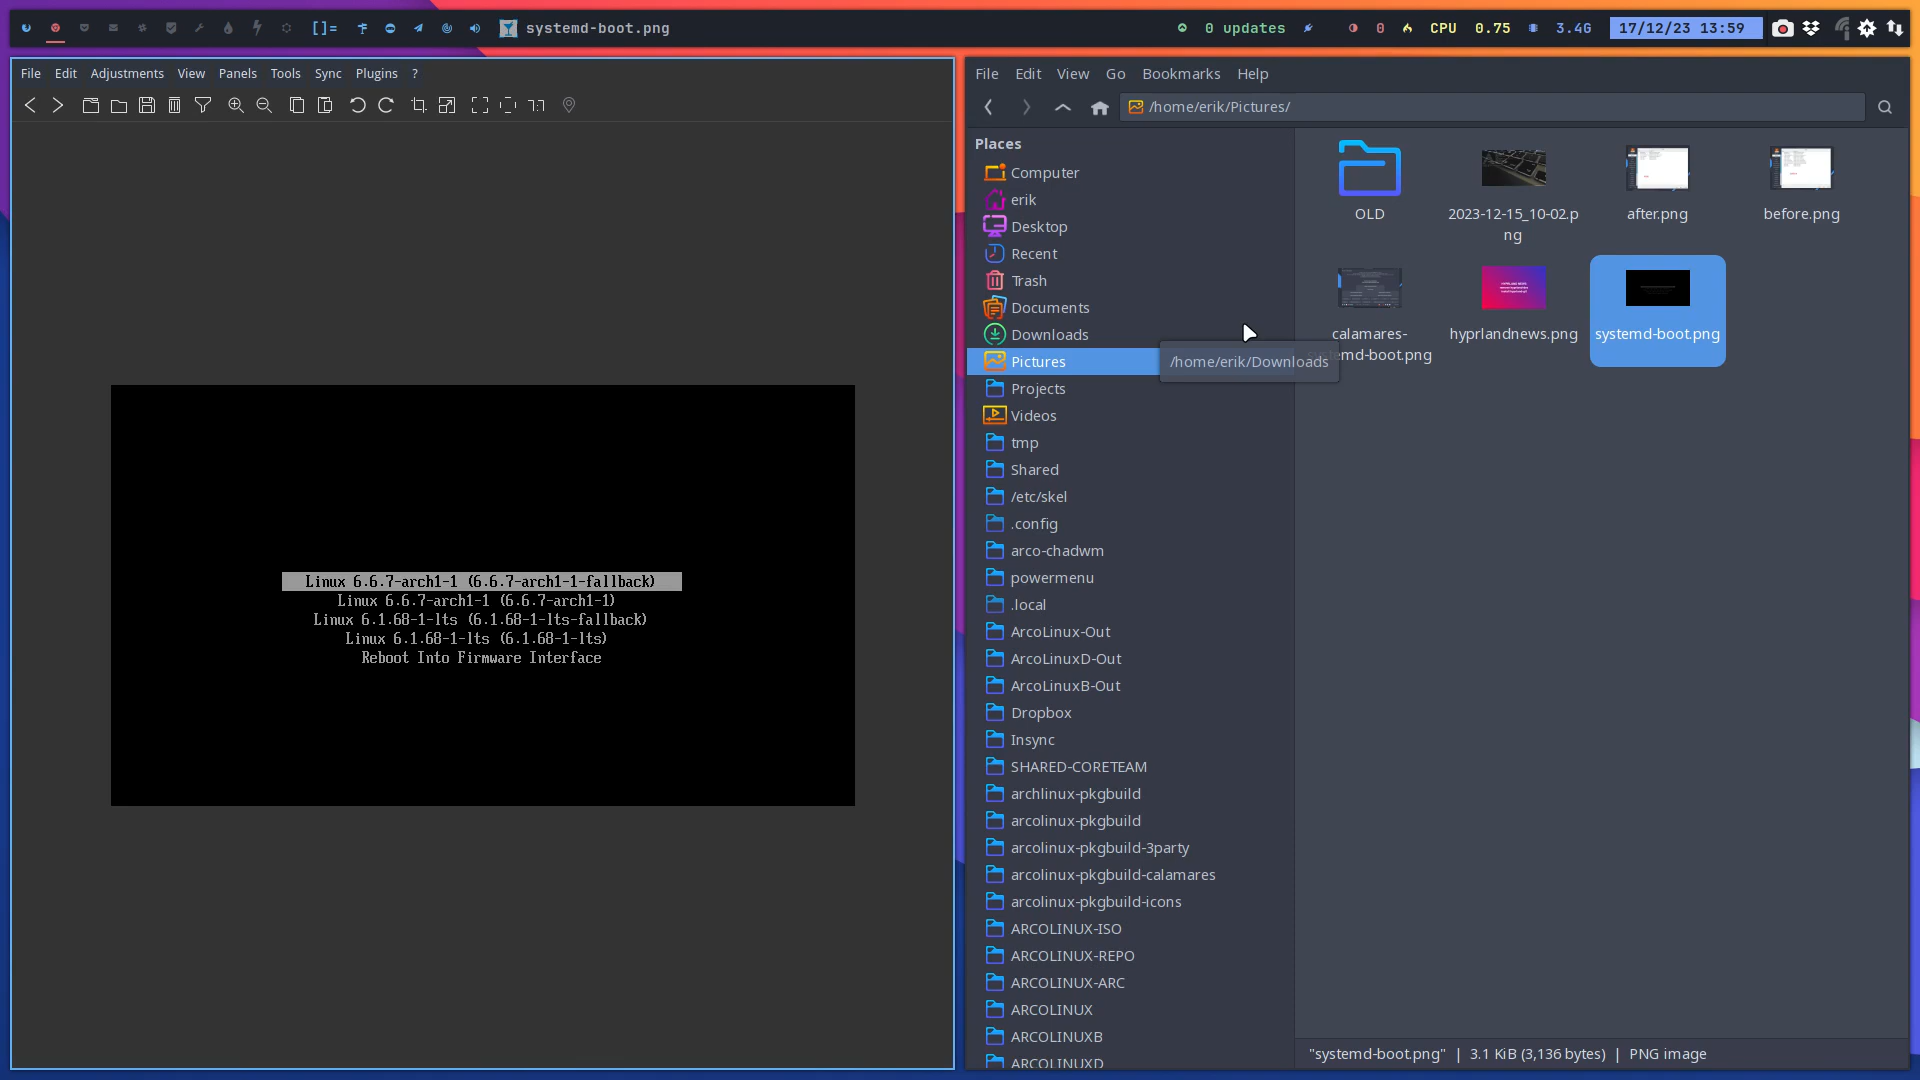 []= systemd-boot.png 0 updates 0 CPU 0.75 3.4G 17/12/23 13:59
File Edit Adjustments View Panels Tools Sync Plugins ?
1:1
Linux 6.6.7-arch1-1 (6.6.7-arch1-1-fallback)
Linux 6.6.7-arch1-1 (6.6.7-arch1-1)
Linux 6.1.68-1-lts (6.1.68-1-lts-fallback)
Linux 6.1.68-1-lts (6.1.68-1-lts)
Reboot Into Firmware Interface
File Edit View Go Bookmarks Help
/home/erik/Pictures/
Places
Computer
erik
Desktop
Recent
Trash
Documents
Downloads
Pictures
/home/erik/Downloads
Projects
Videos
tmp
Shared
/etc/skel
.config
arco-chadwm
powermenu
.local
ArcoLinux-Out
ArcoLinuxD-Out
ArcoLinuxB-Out
Dropbox
Insync
SHARED-CORETEAM
archlinux-pkgbuild
arcolinux-pkgbuild
arcolinux-pkgbuild-3party
arcolinux-pkgbuild-calamares
arcolinux-pkgbuild-icons
ARCOLINUX-ISO
ARCOLINUX-REPO
ARCOLINUX-ARC
ARCOLINUX
ARCOLINUXB
ARCOLINUXD
OLD
2023-12-15_10-02.p
ng
after.png
before.png
calamares-
systemd-boot.png
hyprlandnews.png
systemd-boot.png
"systemd-boot.png" | 3.1 KiB (3,136 bytes) | PNG image